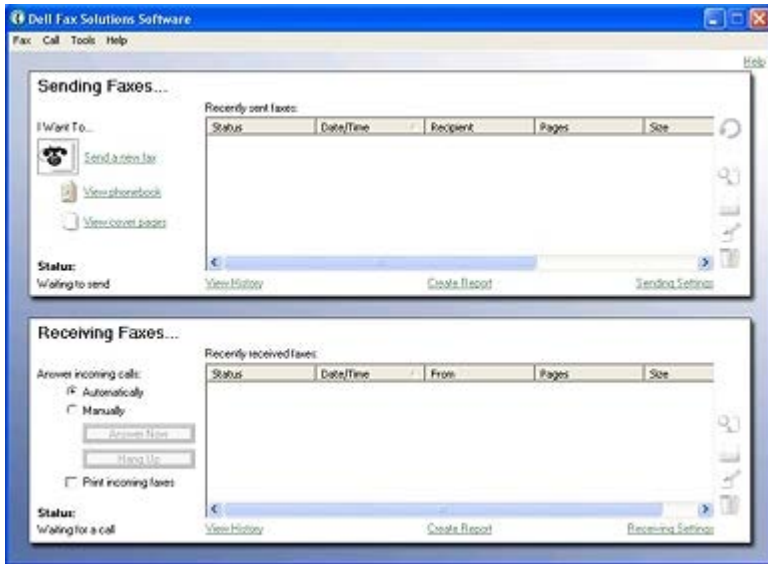 Dell Fax Solutions Software
Fax Call Tools Help
Help
Sending Faxes...
Recently sent faxes:
I Want To...
Status Date/Time Recipient Pages Size
Send a new fax
View phonebook
View cover pages
Status:
Waiting to send
View History Create Report Sending Settings
Receiving Faxes...
Recently received faxes:
Answer incoming calls:
Status Date/Time From Pages Size
Automatically
Manually
Answer Now
Hang Up
Print incoming faxes
Status:
Waiting for a call
View History Create Report Receiving Settings